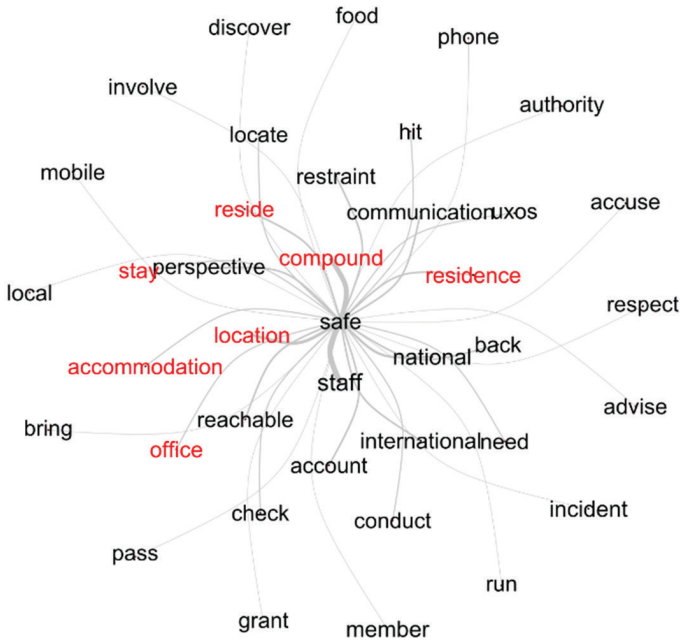 food
discover
phone
involve
authority
locate
hit
mobile
restraint
reside
communication
uxos
accuse
compound
stay
perspective
residence
local
respect
safe
location
national
back
accommodation
staff
advise
reachable
bring
international
need
office
account
check
conduct
incident
pass
run
grant
member